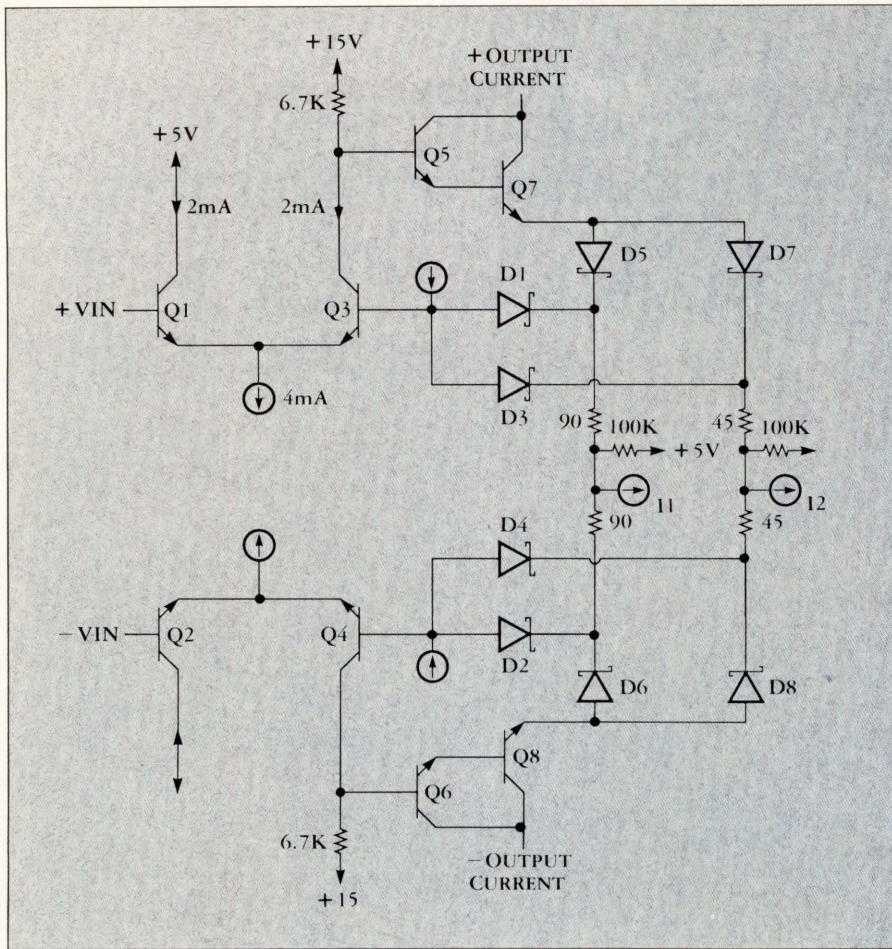 +15V
+ OUTPUT
CURRENT
6.7K
+5V
Q5
Q7
2mA
2mA
D5
D7
D1
+ VIN
Q1
Q3
4mA
D3
90
100K
+5V
45
100K
I1
I2
90
45
D4
− VIN
Q2
Q4
D2
D6
D8
Q8
Q6
6.7K
− OUTPUT
CURRENT
+15